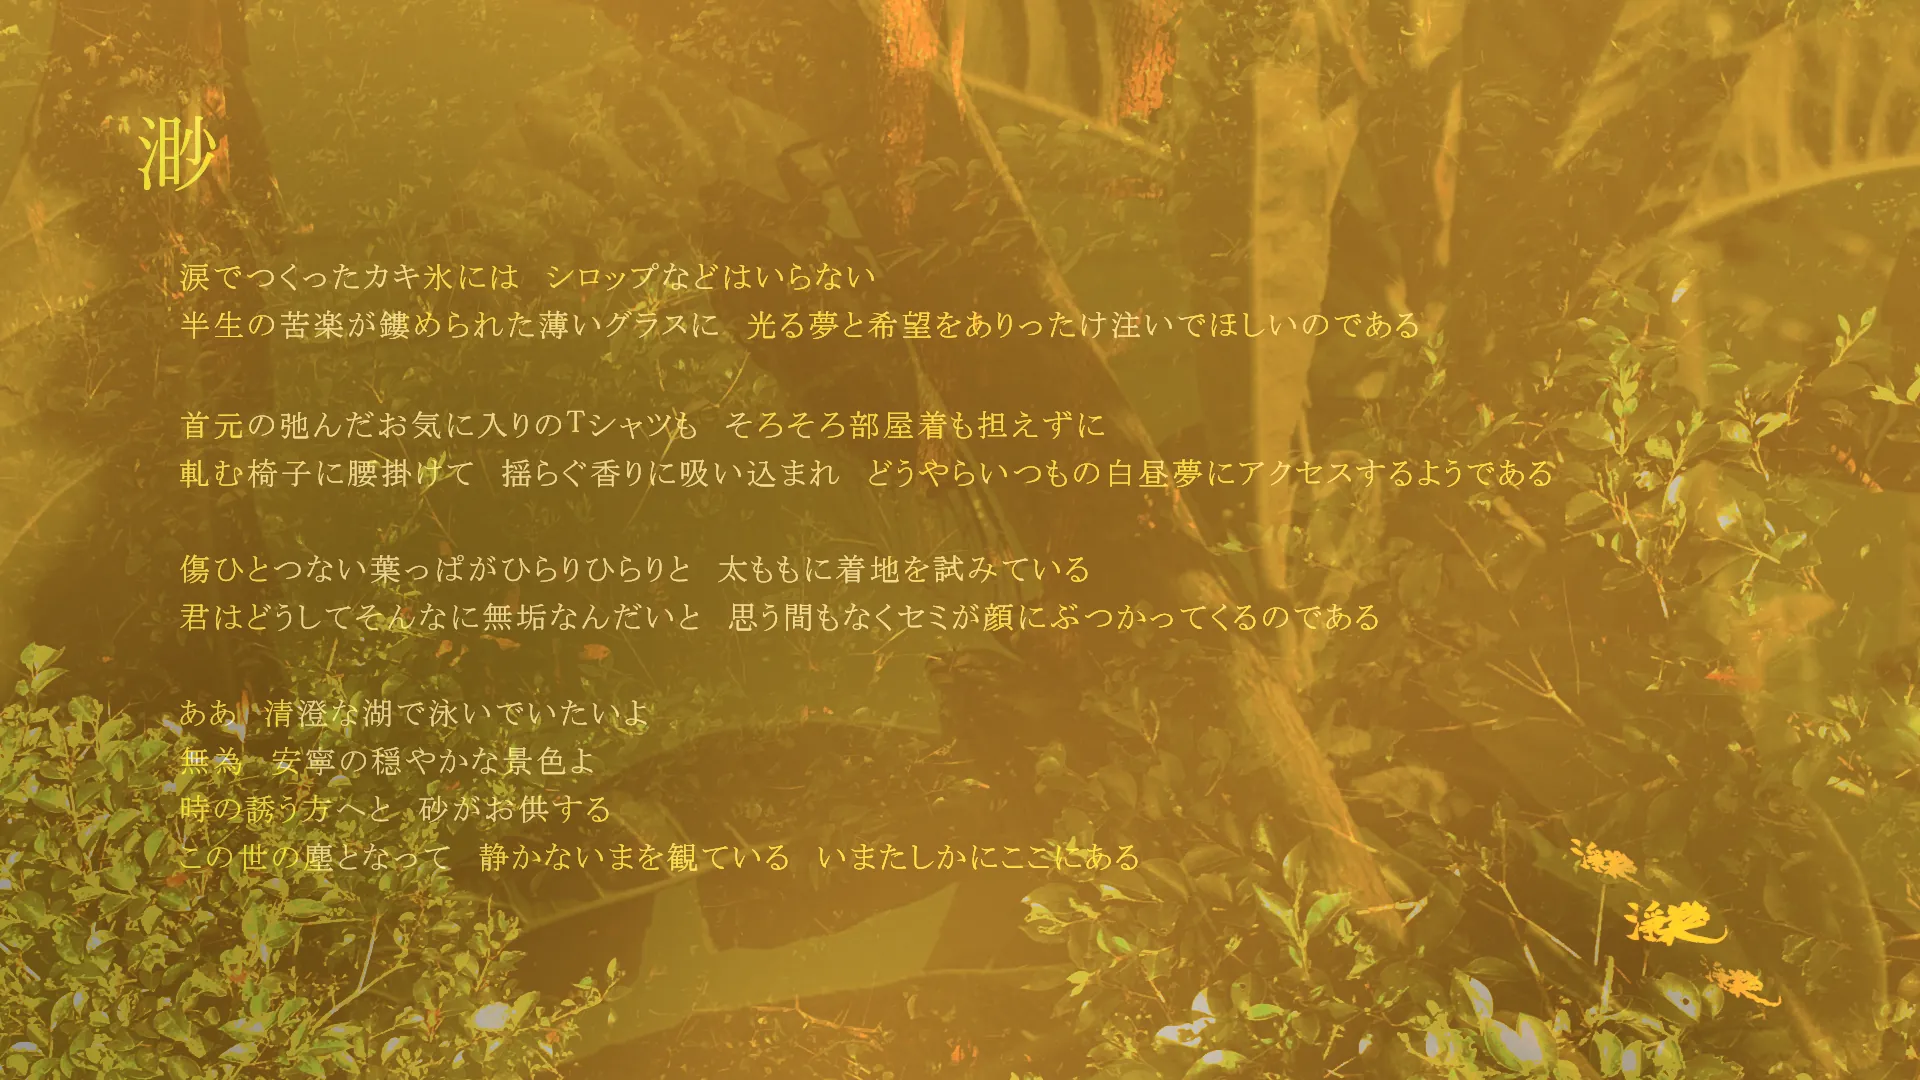 渺
涙でつくったカキ氷には　シロップなどはいらない
半生の苦楽が鏤められた薄いグラスに　光る夢と希望をありったけ注いでほしいのである
首元の弛んだお気に入りのTシャツも　そろそろ部屋着も担えずに
軋む椅子に腰掛けて　揺らぐ香りに吸い込まれ　どうやらいつもの白昼夢にアクセスするようである
傷ひとつない葉っぱがひらりひらりと　太ももに着地を試みている
君はどうしてそんなに無垢なんだいと　思う間もなくセミが顔にぶつかってくるのである
ああ　清澄な湖で泳いでいたいよ
無為　安寧の穏やかな景色よ
時の誘う方へと　砂がお供する
この世の塵となって　静かないまを観ている　いまたしかにここにある